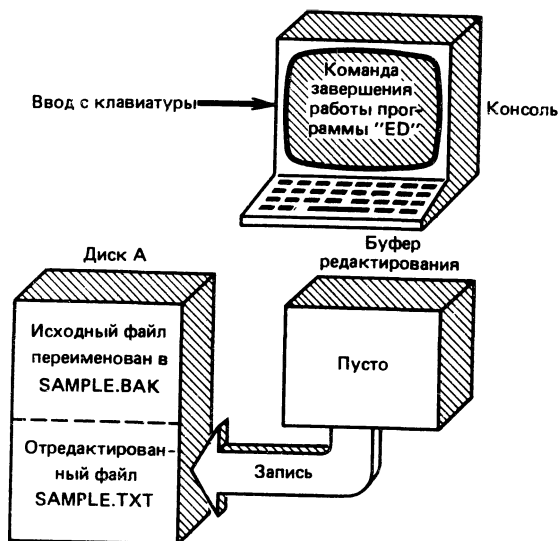 Команда
завершения
работы про-
граммы "ED"
Ввод с клавиатуры
Консоль
Буфер
редактирования
Диск А
Исходный файл
переименован в
SAMPLE.BAK
Пусто
Отредактирован-
ный файл
SAMPLE.TXT
Запись